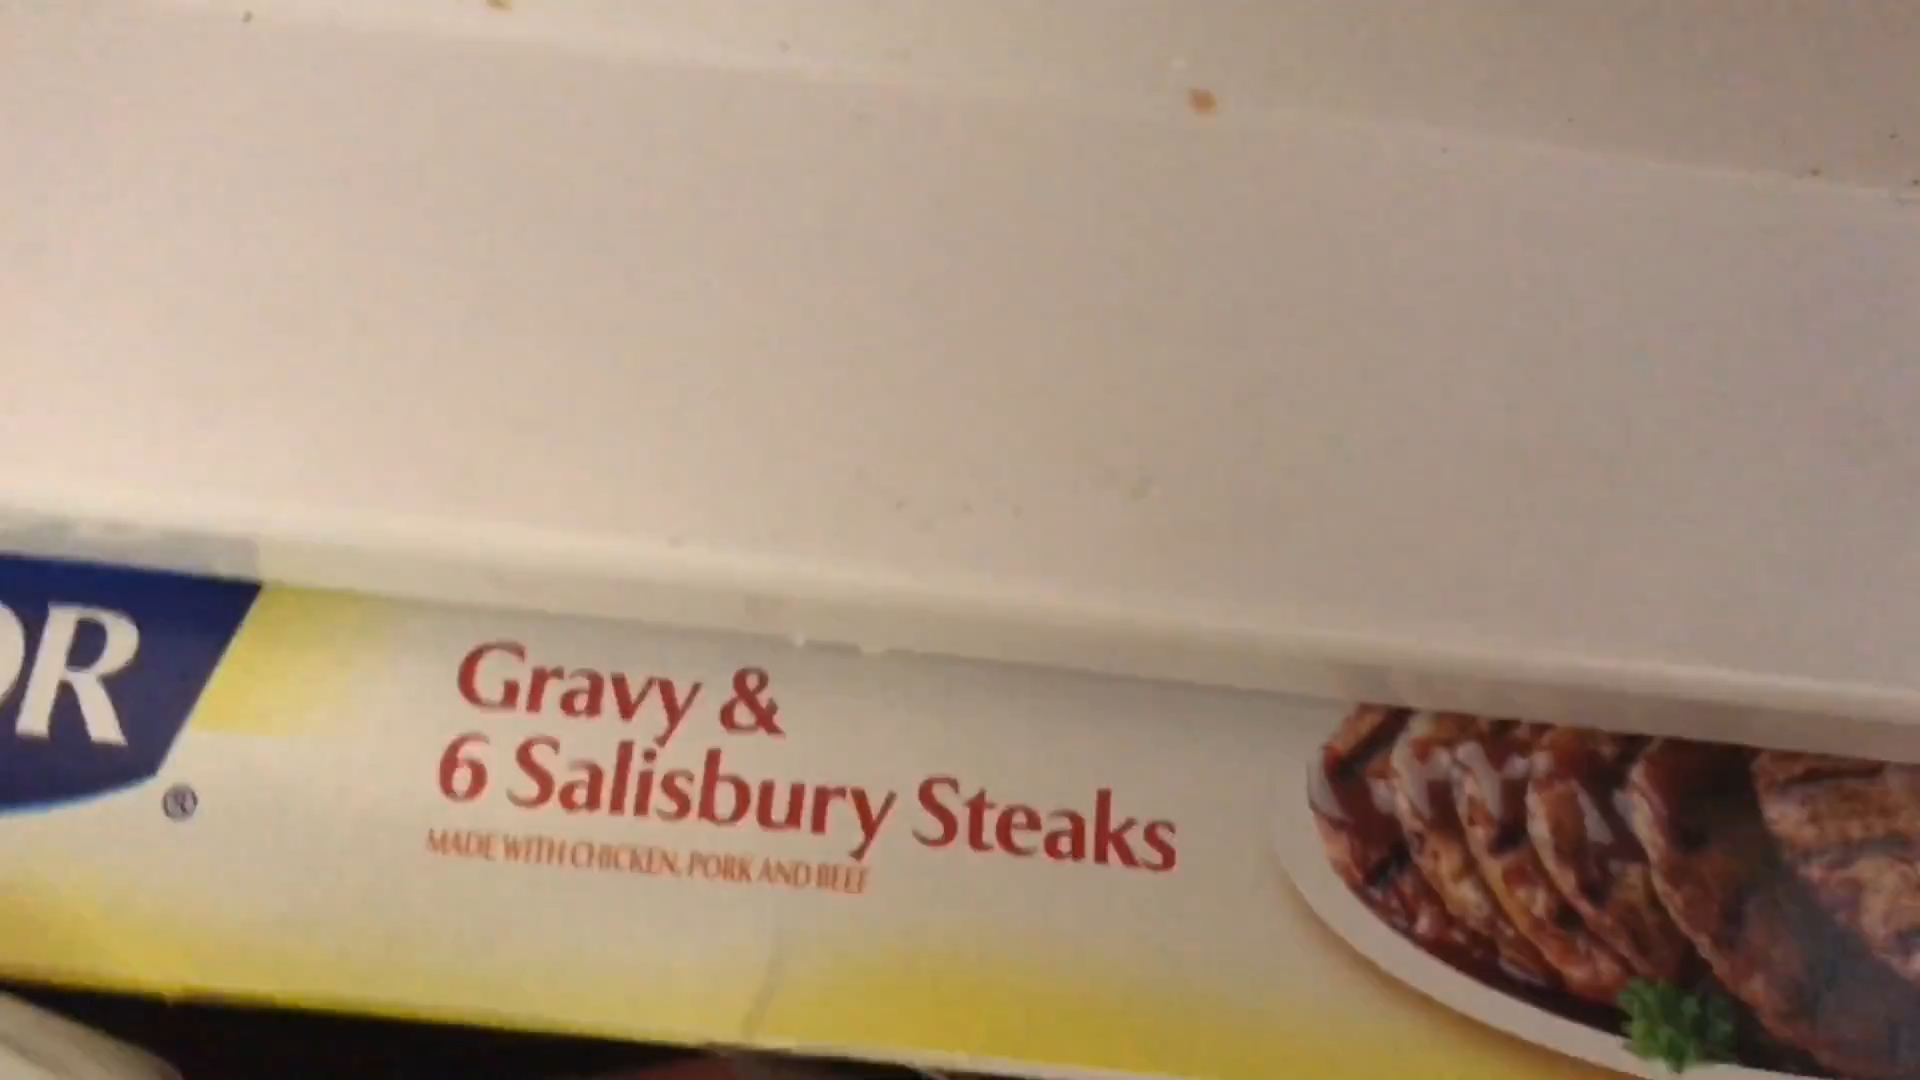 OR
®
Gravy &
6 Salisbury Steaks
MADE WITH CHICKEN, PORK AND BEEF